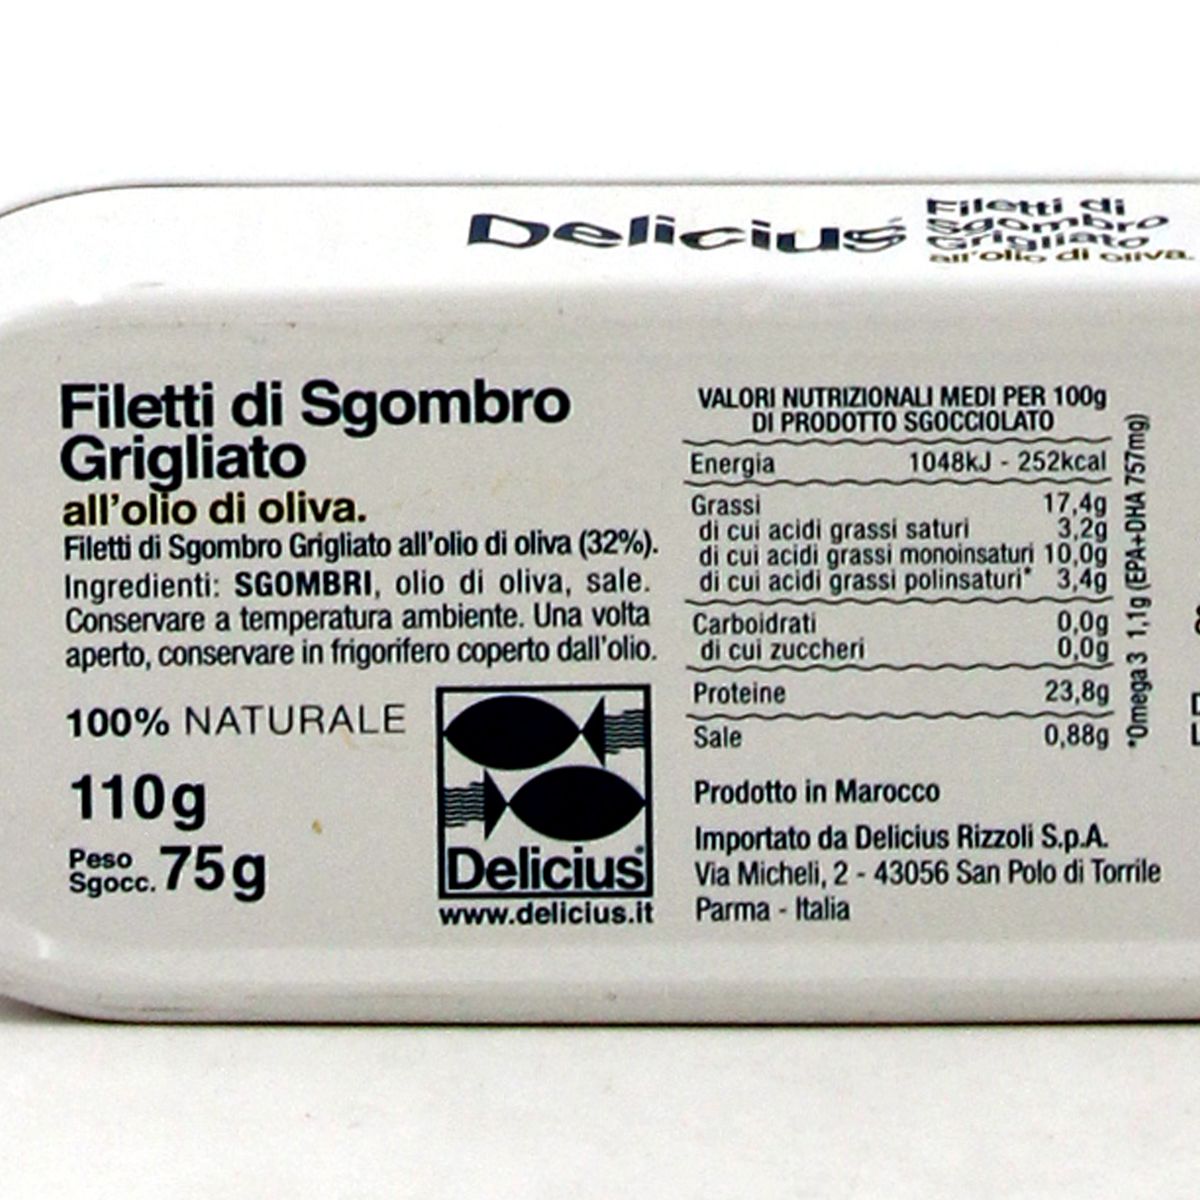 Delicius
Filetti di
Sgombro
Grigliato
all'olio di oliva.
Filetti di Sgombro
Grigliato
all'olio di oliva.
Filetti di Sgombro Grigliato all'olio di oliva (32%).
Ingredienti: SGOMBRI, olio di oliva, sale.
Conservare a temperatura ambiente. Una volta
aperto, conservare in frigorifero coperto dall'olio.
100% NATURALE
110g
Peso
Sgocc. 75g
Delicius
www.delicius.it
VALORI NUTRIZIONALI MEDI PER 100g
DI PRODOTTO SGOCCIOLATO
Energia 1048kJ - 252kcal
Grassi 17,4g
di cui acidi grassi saturi 3,2g
di cui acidi grassi monoinsaturi 10,0g
di cui acidi grassi polinsaturi* 3,4g
Carboidrati 0,0g
di cui zuccheri 0,0g
Proteine 23,8g
Sale 0,88g
*Omega 3 1,1g (EPA+DHA 757mg)
Prodotto in Marocco
Importato da Delicius Rizzoli S.p.A.
Via Micheli, 2 - 43056 San Polo di Torrile
Parma - Italia